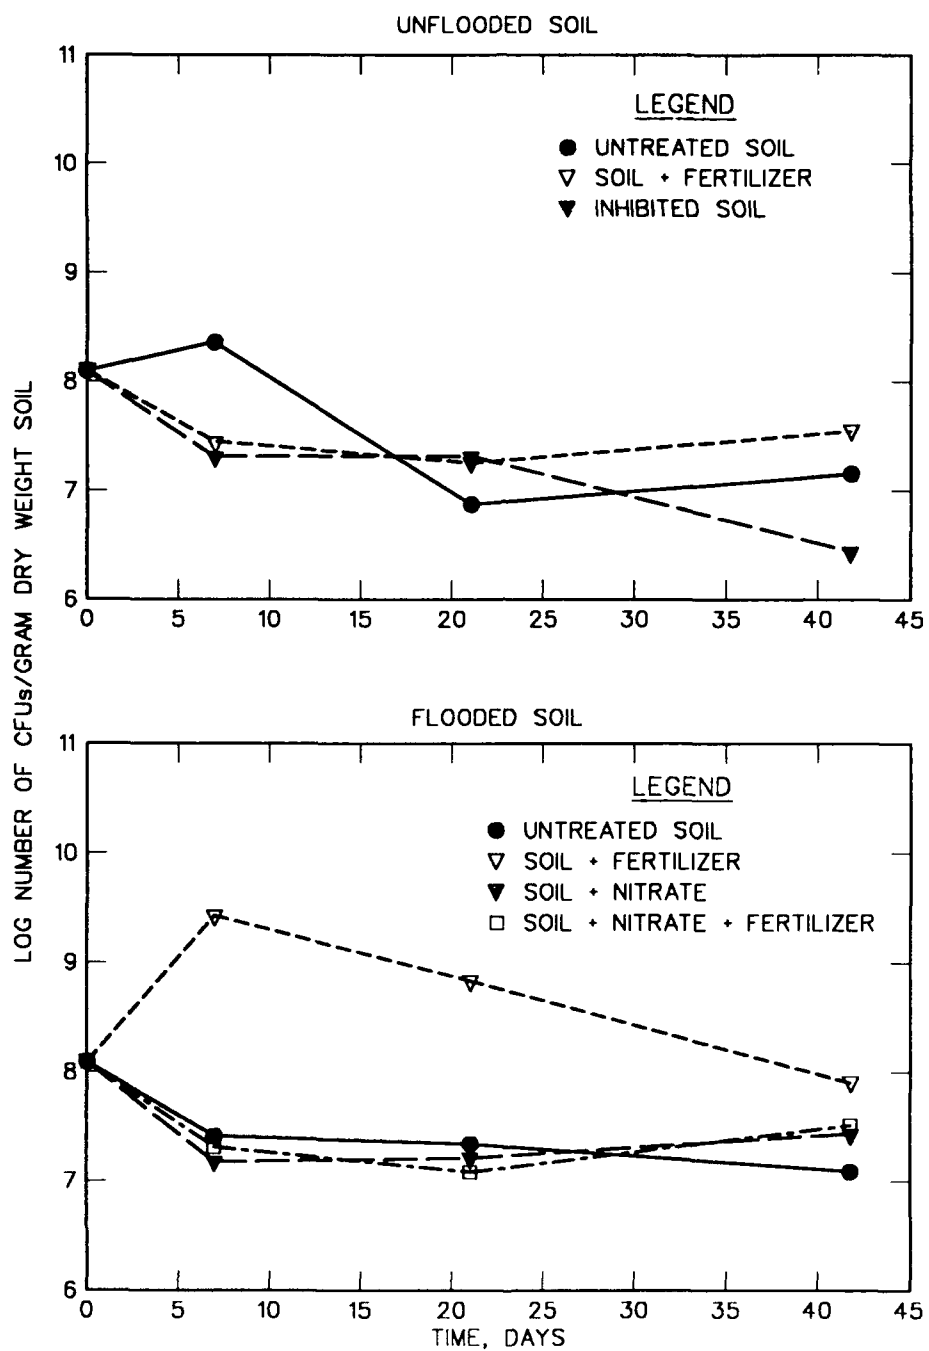 UNFLOODED SOIL
11
LEGEND
UNTREATED SOIL
10
SOIL + FERTILIZER
INHIBITED SOIL
9
8
7
6
0 5 10 15 20 25 30 35 40 45
LOG NUMBER OF CFUs/GRAM DRY WEIGHT SOIL
FLOODED SOIL
11
LEGEND
UNTREATED SOIL
10
SOIL + FERTILIZER
SOIL + NITRATE
SOIL + NITRATE + FERTILIZER
9
8
7
6
0 5 10 15 20 25 30 35 40 45
TIME, DAYS